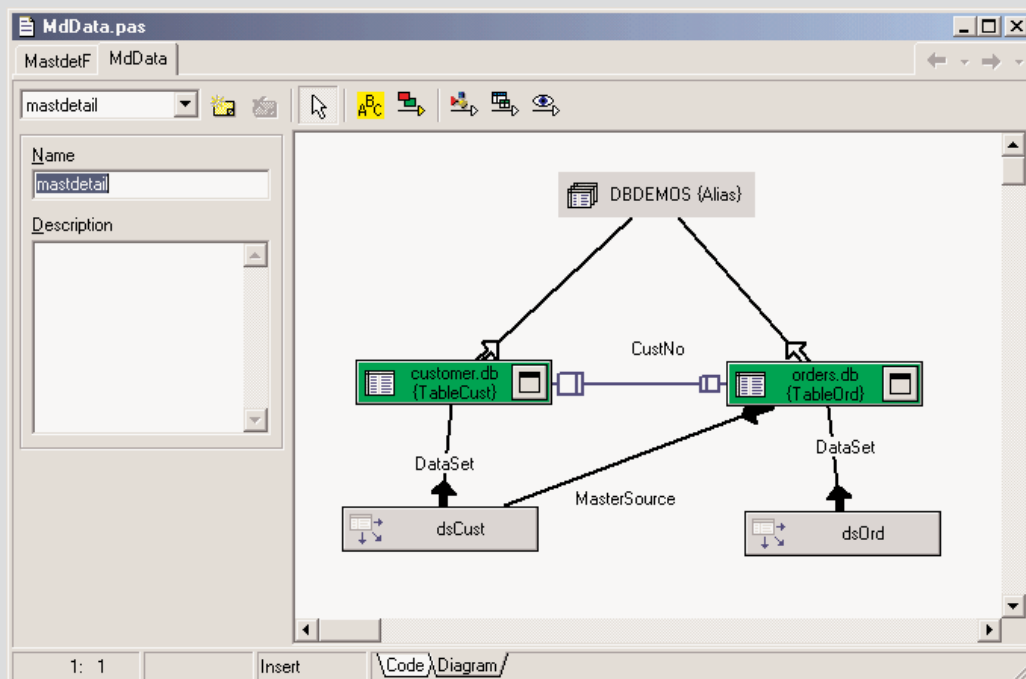 MdData.pas
MastdetF
MdData
mastdetail
ABC
Name
mastdetail
Description
DBDEMOS {Alias}
CustNo
customer.db
{TableCust}
orders.db
{TableOrd}
DataSet
DataSet
MasterSource
dsCust
dsOrd
1: 1
Insert
Code
Diagram